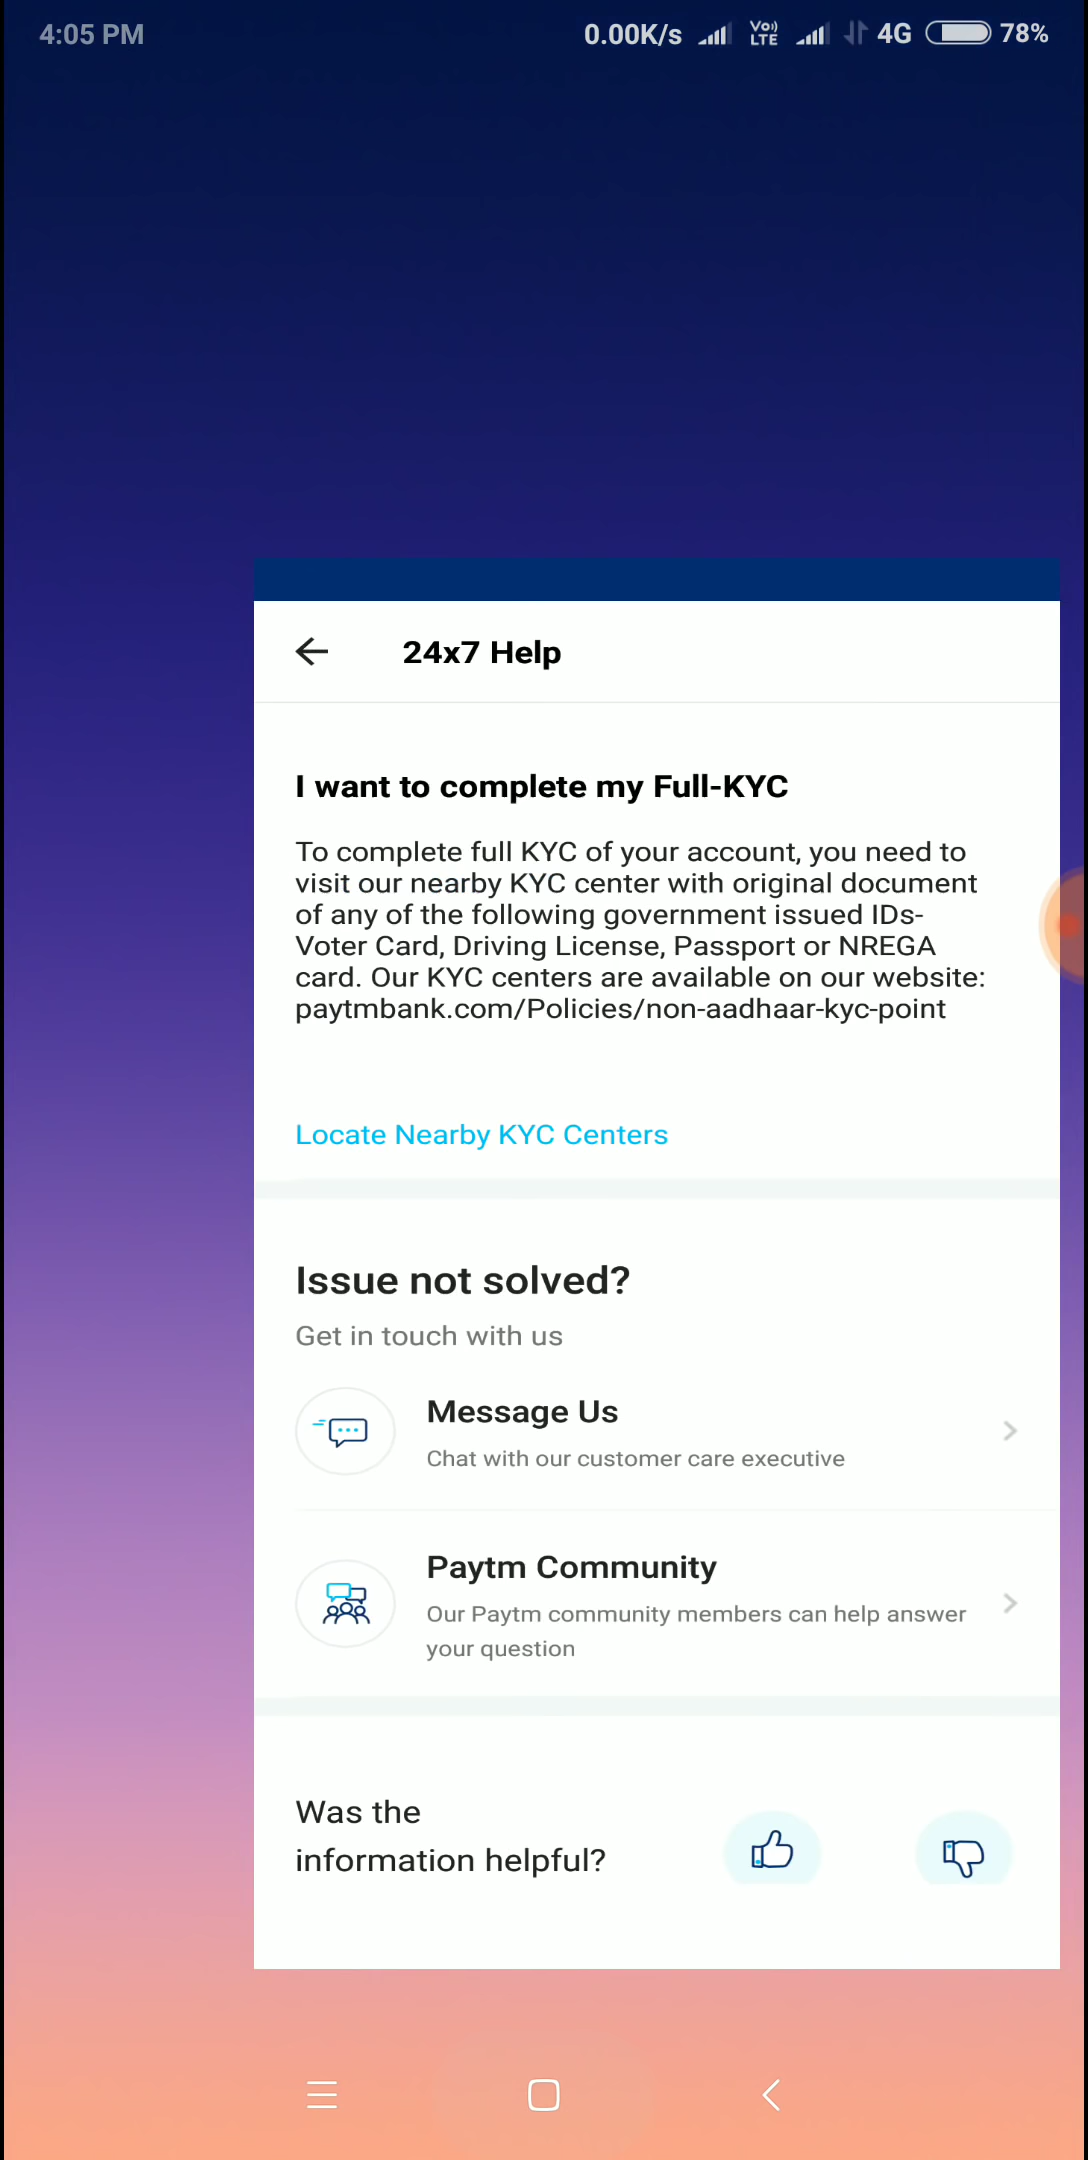 4:05 PM 0.00K/s Vo)) LTE 4G 78%
24x7 Help
I want to complete my Full-KYC
To complete full KYC of your account, you need to
visit our nearby KYC center with original document
of any of the following government issued IDs-
Voter Card, Driving License, Passport or NREGA
card. Our KYC centers are available on our website:
paytmbank.com/Policies/non-aadhaar-kyc-point
Locate Nearby KYC Centers
Issue not solved?
Get in touch with us
Message Us
Chat with our customer care executive
Paytm Community
Our Paytm community members can help answer
your question
Was the
information helpful?